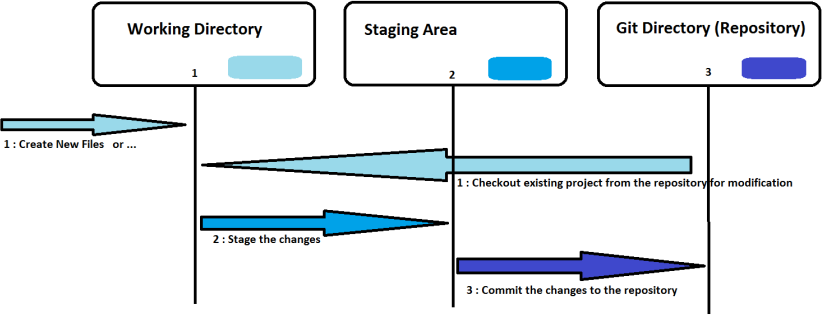 Working Directory
Staging Area
Git Directory (Repository)
1
2
3
1 : Create New Files or ...
1 : Checkout existing project from the repository for modification
2 : Stage the changes
3 : Commit the changes to the repository